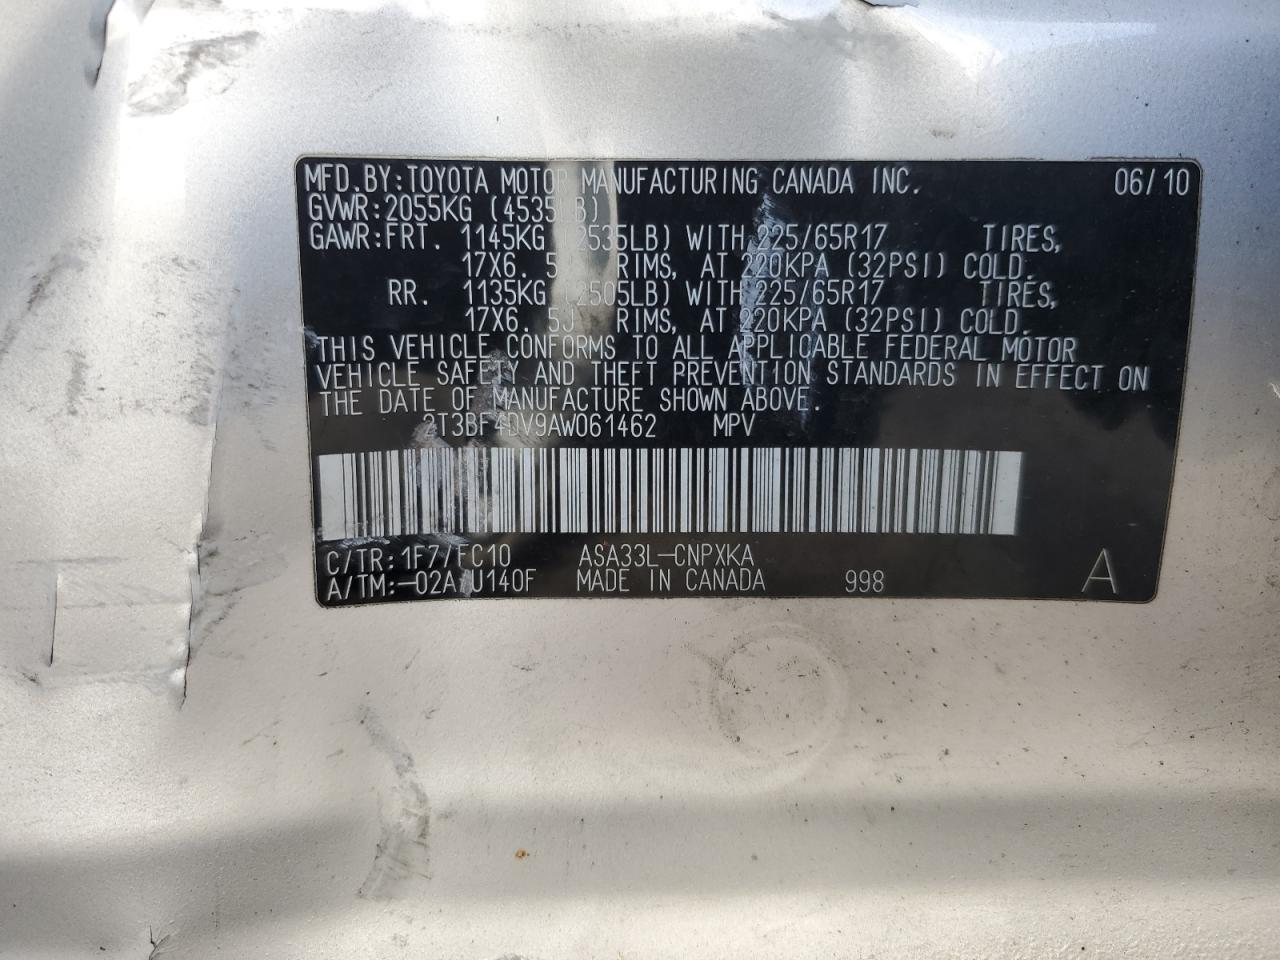 MFD.BY:TOYOTA MOTOR MANUFACTURING CANADA INC. 06/10
GVWR:2055KG (4535LB)
GAWR:FRT. 1145KG (2535LB) WITH 225/65R17 TIRES,
17X6. 5J RIMS, AT 220KPA (32PSI) COLD.
RR. 1135KG (2505LB) WITH 225/65R17 TIRES,
17X6. 5J RIMS, AT 220KPA (32PSI) COLD.
THIS VEHICLE CONFORMS TO ALL APPLICABLE FEDERAL MOTOR
VEHICLE SAFETY AND THEFT PREVENTION STANDARDS IN EFFECT ON
THE DATE OF MANUFACTURE SHOWN ABOVE.
2T3BF4DV9AW061462 MPV
C/TR:1F7/FC10 ASA33L-CNPXKA
A/TM:-02A/U140F MADE IN CANADA 998 A